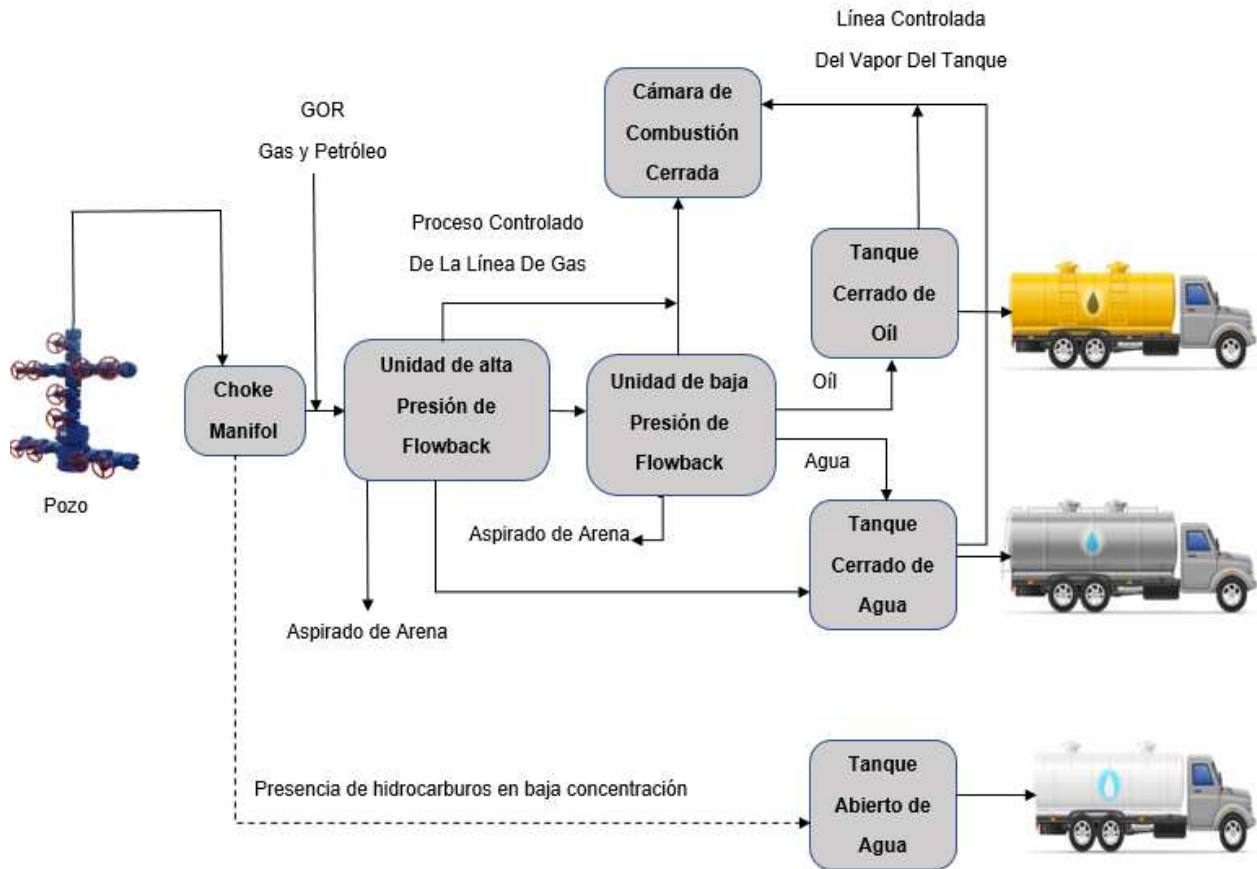 Línea Controlada
Del Vapor Del Tanque
GOR
Gas y Petróleo
Cámara de
Combustión
Cerrada
Proceso Controlado
De La Línea De Gas
Tanque
Cerrado de
Oíl
Choke
Manifol
Unidad de alta
Presión de
Flowback
Unidad de baja
Presión de
Flowback
Oíl
Agua
Pozo
Aspirado de Arena
Aspirado de Arena
Tanque
Cerrado de
Agua
Presencia de hidrocarburos en baja concentración
Tanque
Abierto de
Agua